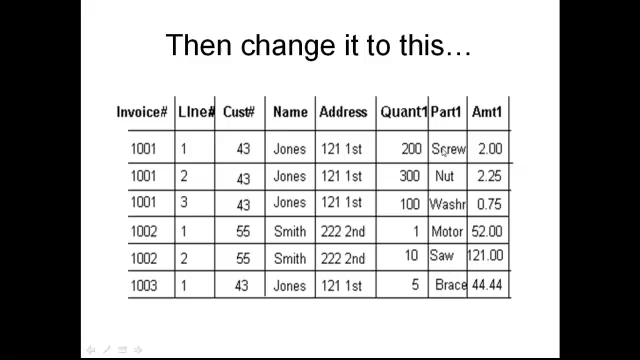 Then change it to this...
Invoice# LIne# Cust# Name Address Quant1 Part1 Amt1
1001 1 43 Jones 121 1st 200 Screw 2.00
1001 2 43 Jones 121 1st 300 Nut 2.25
1001 3 43 Jones 121 1st 100 Washr 0.75
1002 1 55 Smith 222 2nd 1 Motor 52.00
1002 2 55 Smith 222 2nd 10 Saw 121.00
1003 1 43 Jones 121 1st 5 Brace 44.44